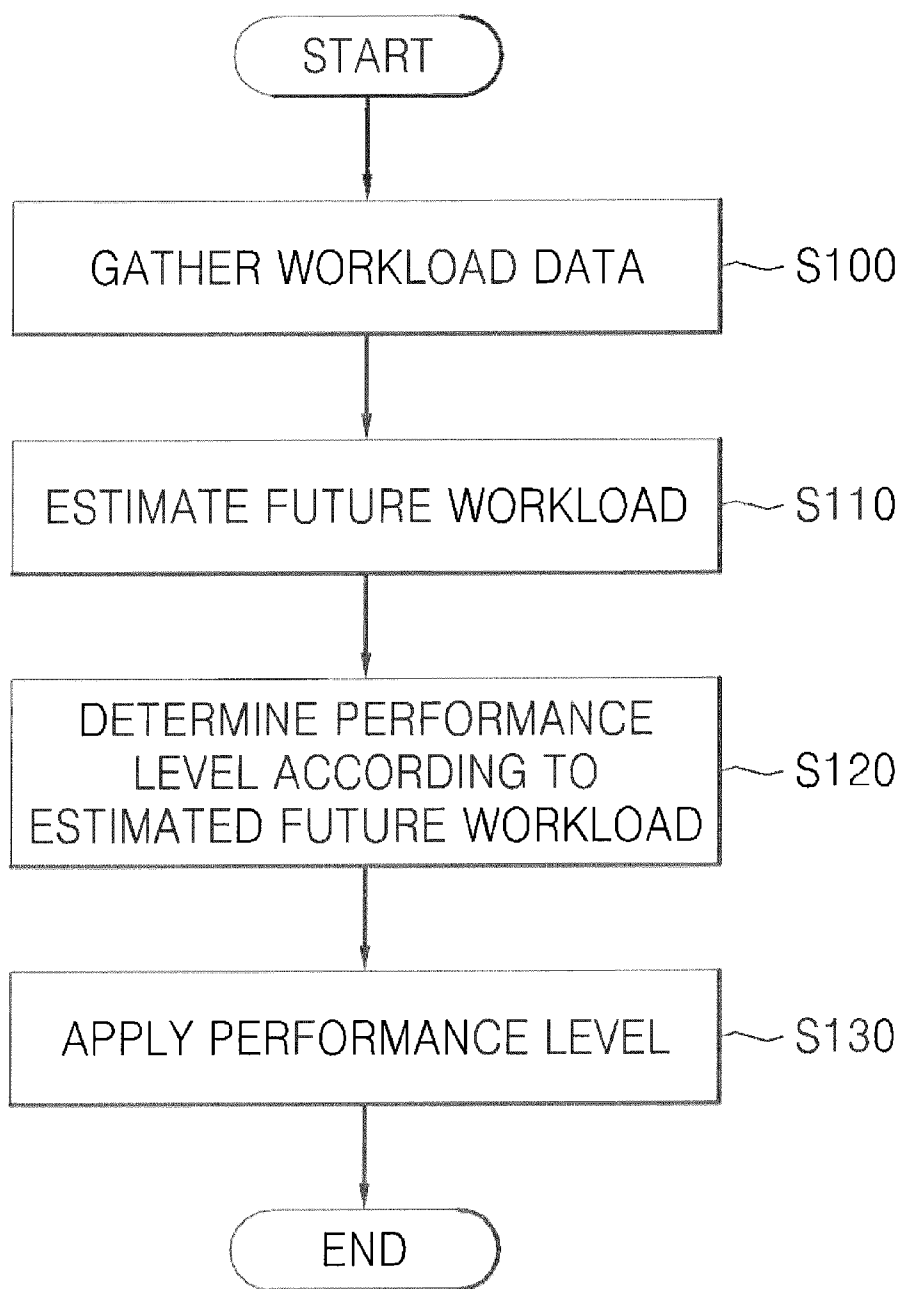 START
GATHER WORKLOAD DATA
S100
ESTIMATE FUTURE WORKLOAD
S110
DETERMINE PERFORMANCE
LEVEL ACCORDING TO
ESTIMATED FUTURE WORKLOAD
S120
APPLY PERFORMANCE LEVEL
S130
END